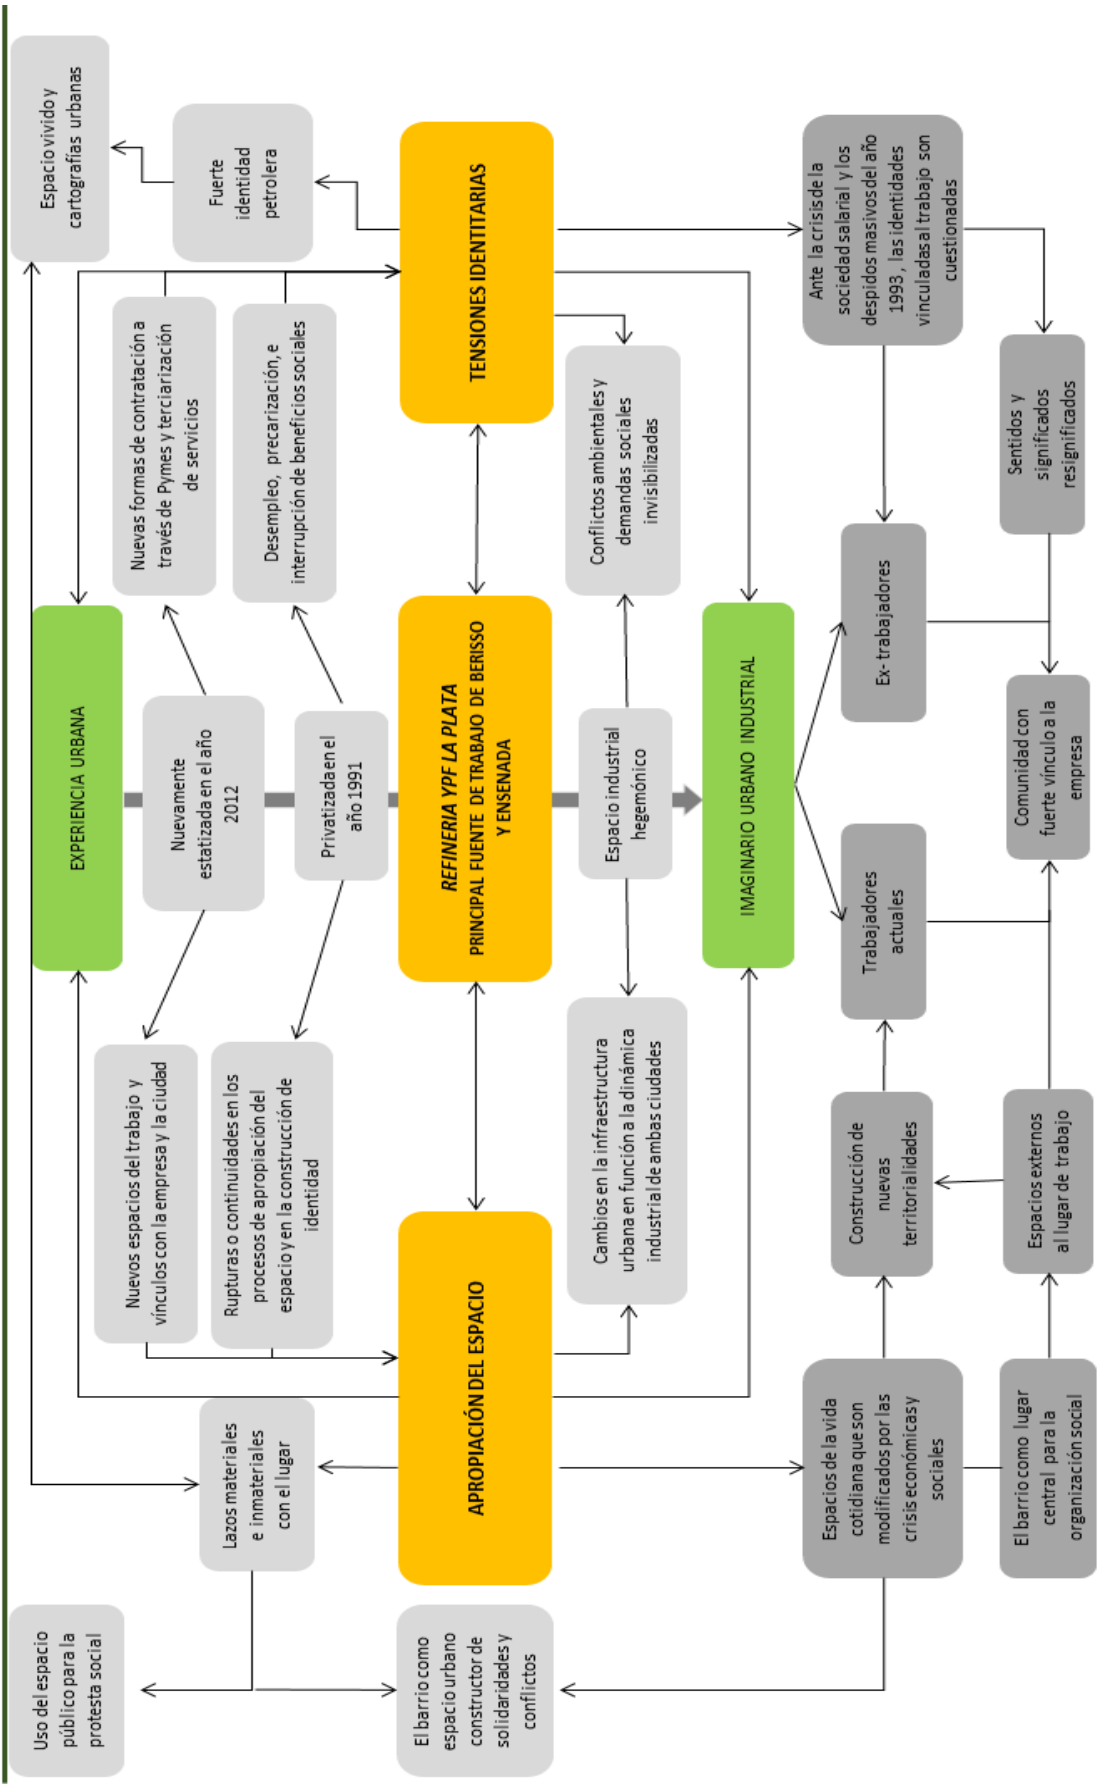 Uso del espacio
público para la
protesta social
Lazos materiales
e inmateriales
con el lugar
El barrio como
espacio urbano
constructor de
solidaridades y
conflictos
Nuevos espacios del trabajo y
vínculos con la empresa y la ciudad
Rupturas o continuidades en los
procesos de apropiación del
espacio y en la construcción de
identidad
EXPERIENCIA URBANA
Nuevamente
estatizada en el año
2012
Privatizada en el
año 1991
Nuevas formas de contratación a
través de Pymes y terciarización
de servicios
Desempleo, precarización, e
interrupción de beneficios sociales
Espacio vivido y
cartografías urbanas
Fuerte
identidad
petrolera
APROPIACIÓN DEL ESPACIO
REFINERIA YPF LA PLATA
PRINCIPAL FUENTE DE TRABAJO DE BERISSO
Y ENSENADA
TENSIONES IDENTITARIAS
Cambios en la infraestructura
urbana en función a la dinámica
industrial de ambas ciudades
Espacio industrial
hegemónico
Conflictos ambientales y
demandas sociales
invisibilizadas
IMAGINARIO URBANO INDUSTRIAL
Espacios de la vida
cotidiana que son
modificados por las
crisis económicas y
sociales
Construcción de
nuevas
territorialidades
Trabajadores
actuales
Ex- trabajadores
Ante la crisis de la
sociedad salarial y los
despidos masivos del año
1993, las identidades
vinculadas al trabajo son
cuestionadas
El barrio como lugar
central para la
organización social
Espacios externos
al lugar de trabajo
Comunidad con
fuerte vínculo a la
empresa
Sentidos y
significados
resignificados